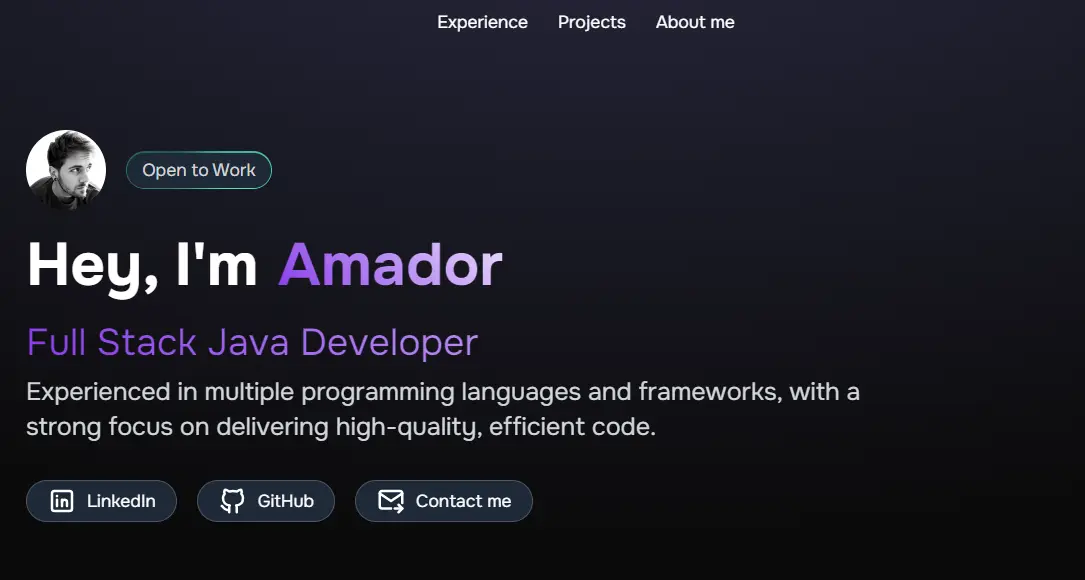 Experience Projects About me
Open to Work
Hey, I'm Amador
Full Stack Java Developer
Experienced in multiple programming languages and frameworks, with a
strong focus on delivering high-quality, efficient code.
LinkedIn GitHub Contact me